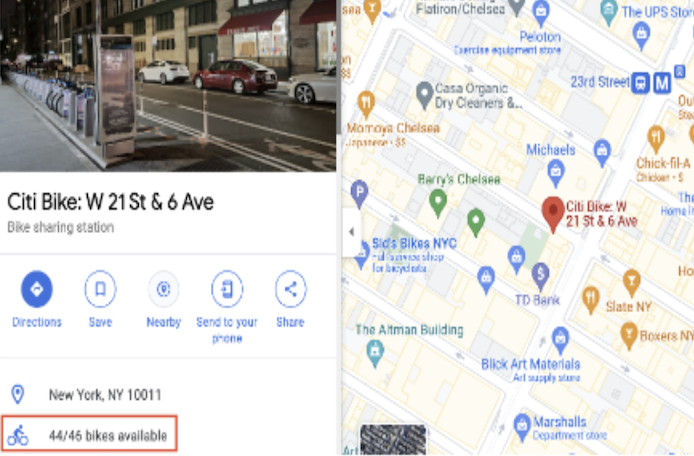 Citi Bike: W 21 St & 6 Ave
Bike sharing station
Directions
Save
Nearby
Send to your
phone
Share
New York, NY 10011
44/46 bikes available
Flatiron/Chelsea
The UPS Stor
Peloton
Exercise equipment store
23rd Street
M
Casa Organic
Dry Cleaners &...
Momoya Chelsea
Japanese • $$
Michaels
Chick-fil-A
Chicken • $
Barry's Chelsea
P
Citi Bike: W
21 St & 6 Ave
Home I
Sid's Bikes NYC
Full service shop
for bicyclists
TD Bank
Slate NY
The Altman Building
Boxers NY
Blick Art Materials
Art supply store
Marshalls
Department store